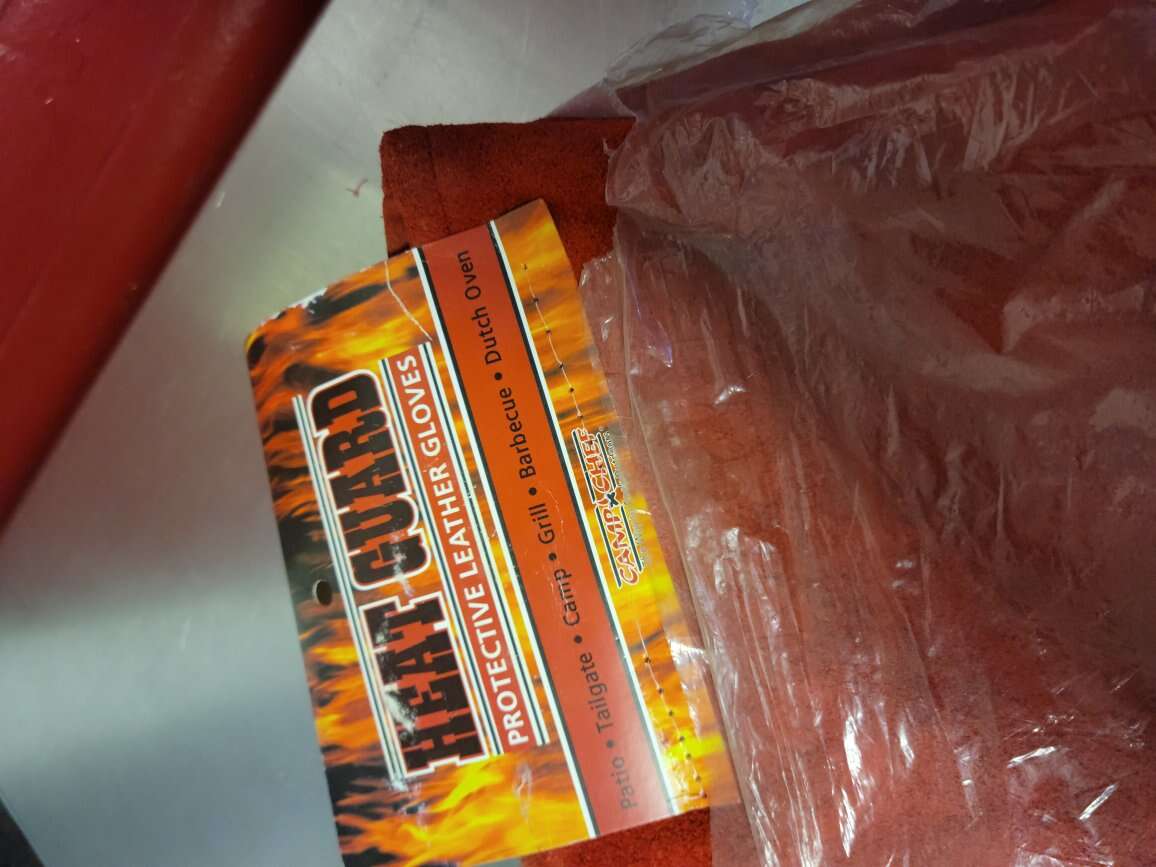 HEAT GUARD
PROTECTIVE LEATHER GLOVES
Patio • Tailgate • Camp • Grill • Barbecue • Dutch Oven
CAMP CHEF